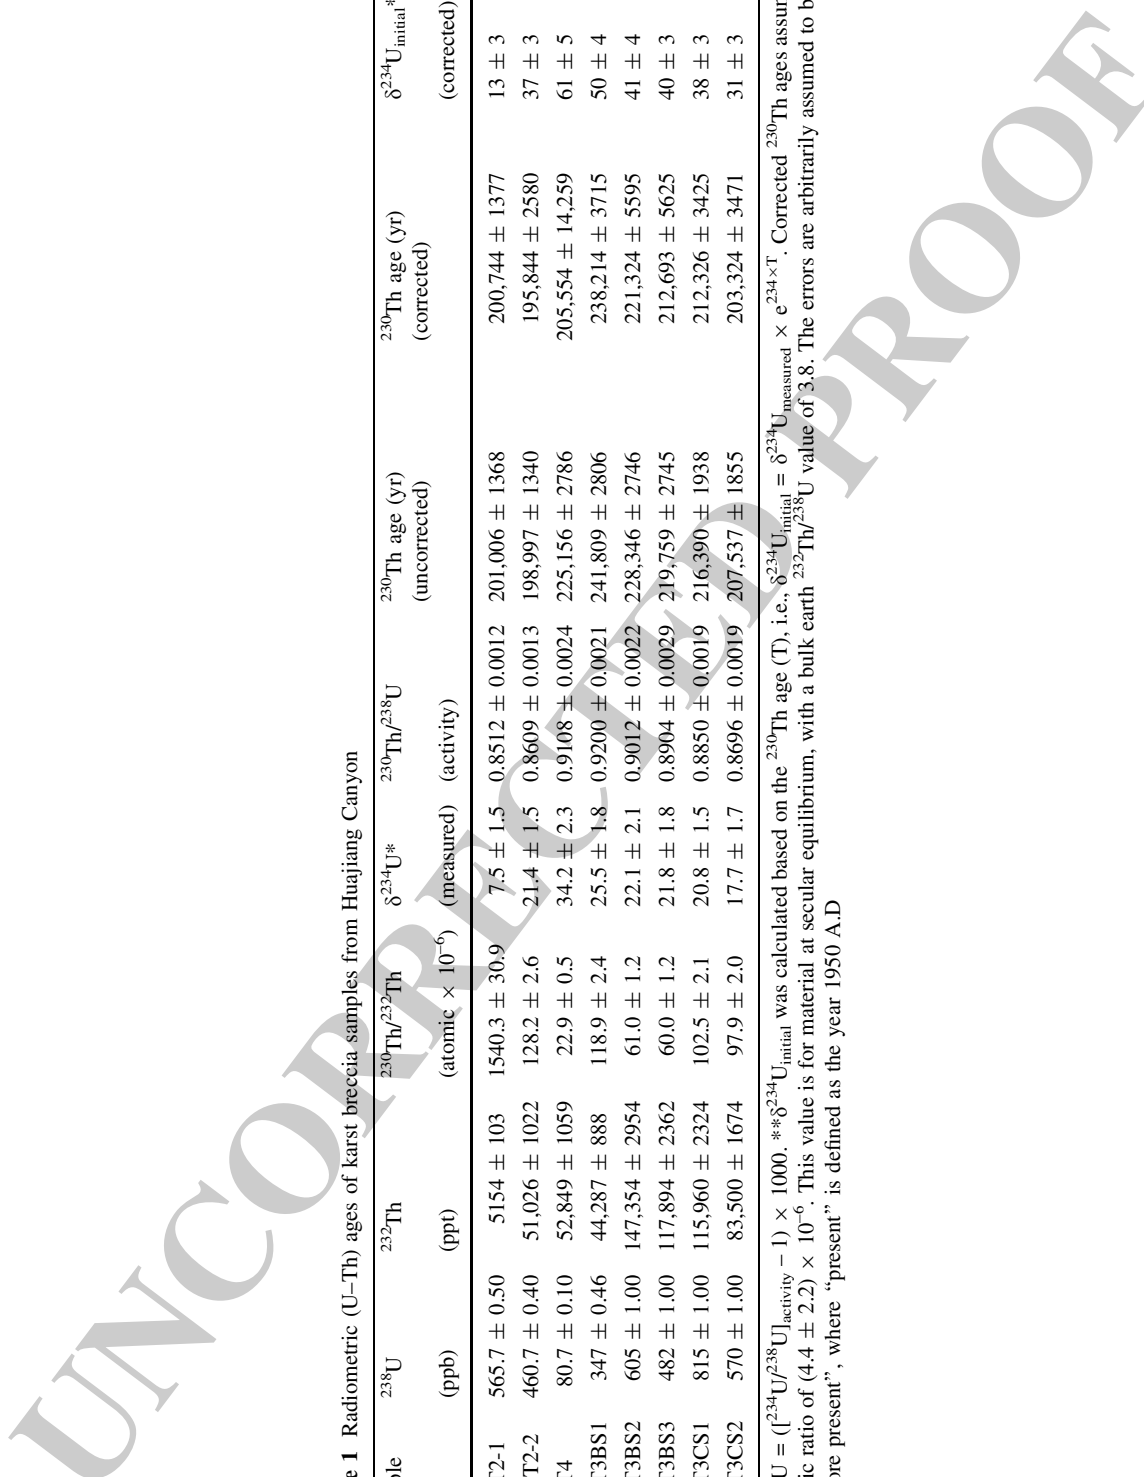 e 1 Radiometric (U–Th) ages of karst breccia samples from Huajiang Canyon
ple 238U 232Th 230Th/232Th δ234U* 230Th/238U 230Th age (yr) 230Th age (yr) δ234Uinitial*
(uncorrected) (corrected)
(ppb) (ppt) (atomic × 10−6) (measured) (activity) (corrected)
T2-1 565.7 ± 0.50 5154 ± 103 1540.3 ± 30.9 7.5 ± 1.5 0.8512 ± 0.0012 201,006 ± 1368 200,744 ± 1377 13 ± 3
T2-2 460.7 ± 0.40 51,026 ± 1022 128.2 ± 2.6 21.4 ± 1.5 0.8609 ± 0.0013 198,997 ± 1340 195,844 ± 2580 37 ± 3
T4 80.7 ± 0.10 52,849 ± 1059 22.9 ± 0.5 34.2 ± 2.3 0.9108 ± 0.0024 225,156 ± 2786 205,554 ± 14,259 61 ± 5
T3BS1 347 ± 0.46 44,287 ± 888 118.9 ± 2.4 25.5 ± 1.8 0.9200 ± 0.0021 241,809 ± 2806 238,214 ± 3715 50 ± 4
T3BS2 605 ± 1.00 147,354 ± 2954 61.0 ± 1.2 22.1 ± 2.1 0.9012 ± 0.0022 228,346 ± 2746 221,324 ± 5595 41 ± 4
T3BS3 482 ± 1.00 117,894 ± 2362 60.0 ± 1.2 21.8 ± 1.8 0.8904 ± 0.0029 219,759 ± 2745 212,693 ± 5625 40 ± 3
T3CS1 815 ± 1.00 115,960 ± 2324 102.5 ± 2.1 20.8 ± 1.5 0.8850 ± 0.0019 216,390 ± 1938 212,326 ± 3425 38 ± 3
T3CS2 570 ± 1.00 83,500 ± 1674 97.9 ± 2.0 17.7 ± 1.7 0.8696 ± 0.0019 207,537 ± 1855 203,324 ± 3471 31 ± 3
U = ([234U/238U]activity − 1) × 1000. **δ234Uinitial was calculated based on the 230Th age (T), i.e., δ234Uinitial = δ234Umeasured × e234×T. Corrected 230Th ages assum
ic ratio of (4.4 ± 2.2) × 10−6. This value is for material at secular equilibrium, with a bulk earth 232Th/238U value of 3.8. The errors are arbitrarily assumed to b
ore present”, where “present” is defined as the year 1950 A.D
UNCORRECTED PROOF